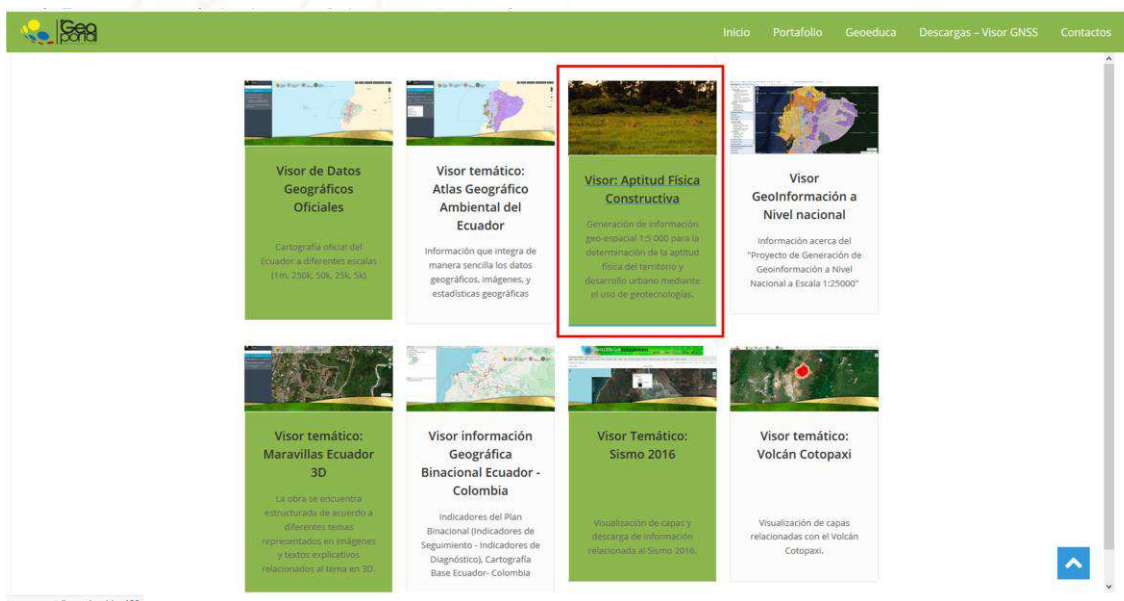 Geo
portal
Inicio Portafolio Geoeduca Descargas – Visor GNSS Contactos
Visor de Datos
Geográficos
Oficiales
Cartografía oficial del
Ecuador a diferentes escalas
(1m, 250k, 50k, 25k, 5k)
Visor temático:
Atlas Geográfico
Ambiental del
Ecuador
Información que integra de
manera sencilla los datos
geográficos, imágenes, y
estadísticas geográficas
Visor: Aptitud Física
Constructiva
Generación de información
geo-espacial 1:5 000 para la
determinación de la aptitud
física del territorio y
desarrollo urbano mediante
el uso de geotecnologías.
Visor
GeoInformación a
Nivel nacional
Información acerca del
"Proyecto de Generación de
Geoinformación a Nivel
Nacional a Escala 1:25000"
Visor temático:
Maravillas Ecuador
3D
La obra se encuentra
estructurada de acuerdo a
diferentes temas
representados en imágenes
y textos explicativos
relacionados al tema en 3D.
Visor información
Geográfica
Binacional Ecuador -
Colombia
Indicadores del Plan
Binacional (Indicadores de
Seguimiento - Indicadores de
Diagnóstico), Cartografía
Base Ecuador- Colombia
Visor Temático:
Sismo 2016
Visualización de capas y
descarga de información
relacionada al Sismo 2016.
Visor temático:
Volcán Cotopaxi
Visualización de capas
relacionadas con el Volcán
Cotopaxi.